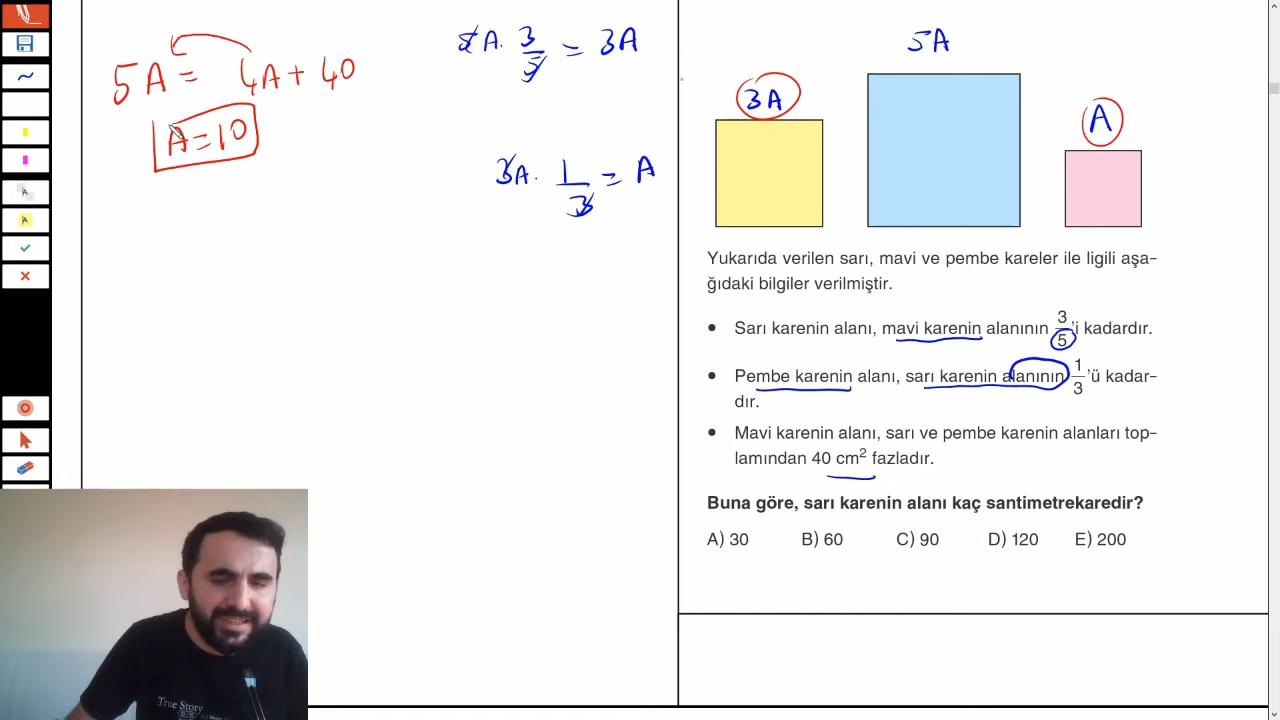 5A = 4A + 40
A = 10
5A · 3/5 = 3A
3A · 1/3 = A
3A
5A
A
Yukarıda verilen sarı, mavi ve pembe kareler ile ligili aşa-
ğıdaki bilgiler verilmiştir.
• Sarı karenin alanı, mavi karenin alanının 3/5'i kadardır.
• Pembe karenin alanı, sarı karenin alanının 1/3'ü kadar-
dır.
• Mavi karenin alanı, sarı ve pembe karenin alanları top-
lamından 40 cm² fazladır.
Buna göre, sarı karenin alanı kaç santimetrekaredir?
A) 30 B) 60 C) 90 D) 120 E) 200
True Story